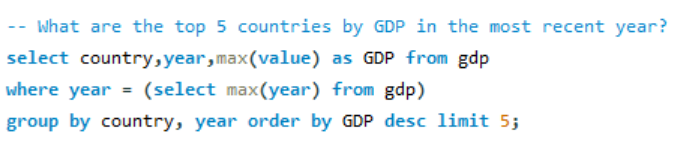 -- What are the top 5 countries by GDP in the most recent year?
select country,year,max(value) as GDP from gdp
where year = (select max(year) from gdp)
group by country, year order by GDP desc limit 5;